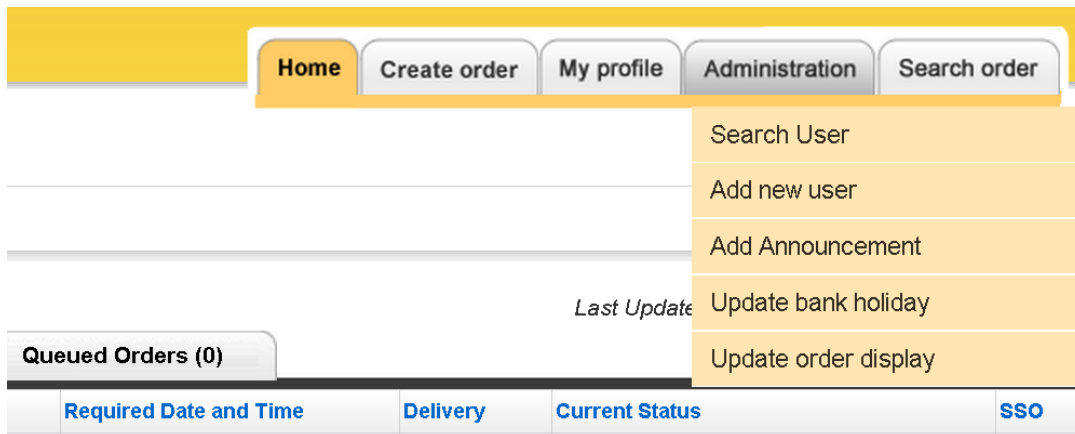 Home Create order My profile Administration Search order
Search User
Add new user
Add Announcement
Last Update
Update bank holiday
Queued Orders (0)
Update order display
Required Date and Time Delivery Current Status SSO